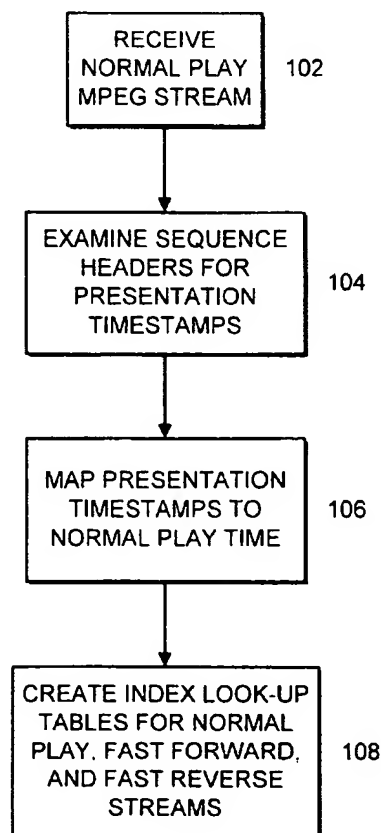 RECEIVE
NORMAL PLAY
MPEG STREAM
102
EXAMINE SEQUENCE
HEADERS FOR
PRESENTATION
TIMESTAMPS
104
MAP PRESENTATION
TIMESTAMPS TO
NORMAL PLAY TIME
106
CREATE INDEX LOOK-UP
TABLES FOR NORMAL
PLAY, FAST FORWARD,
AND FAST REVERSE
STREAMS
108